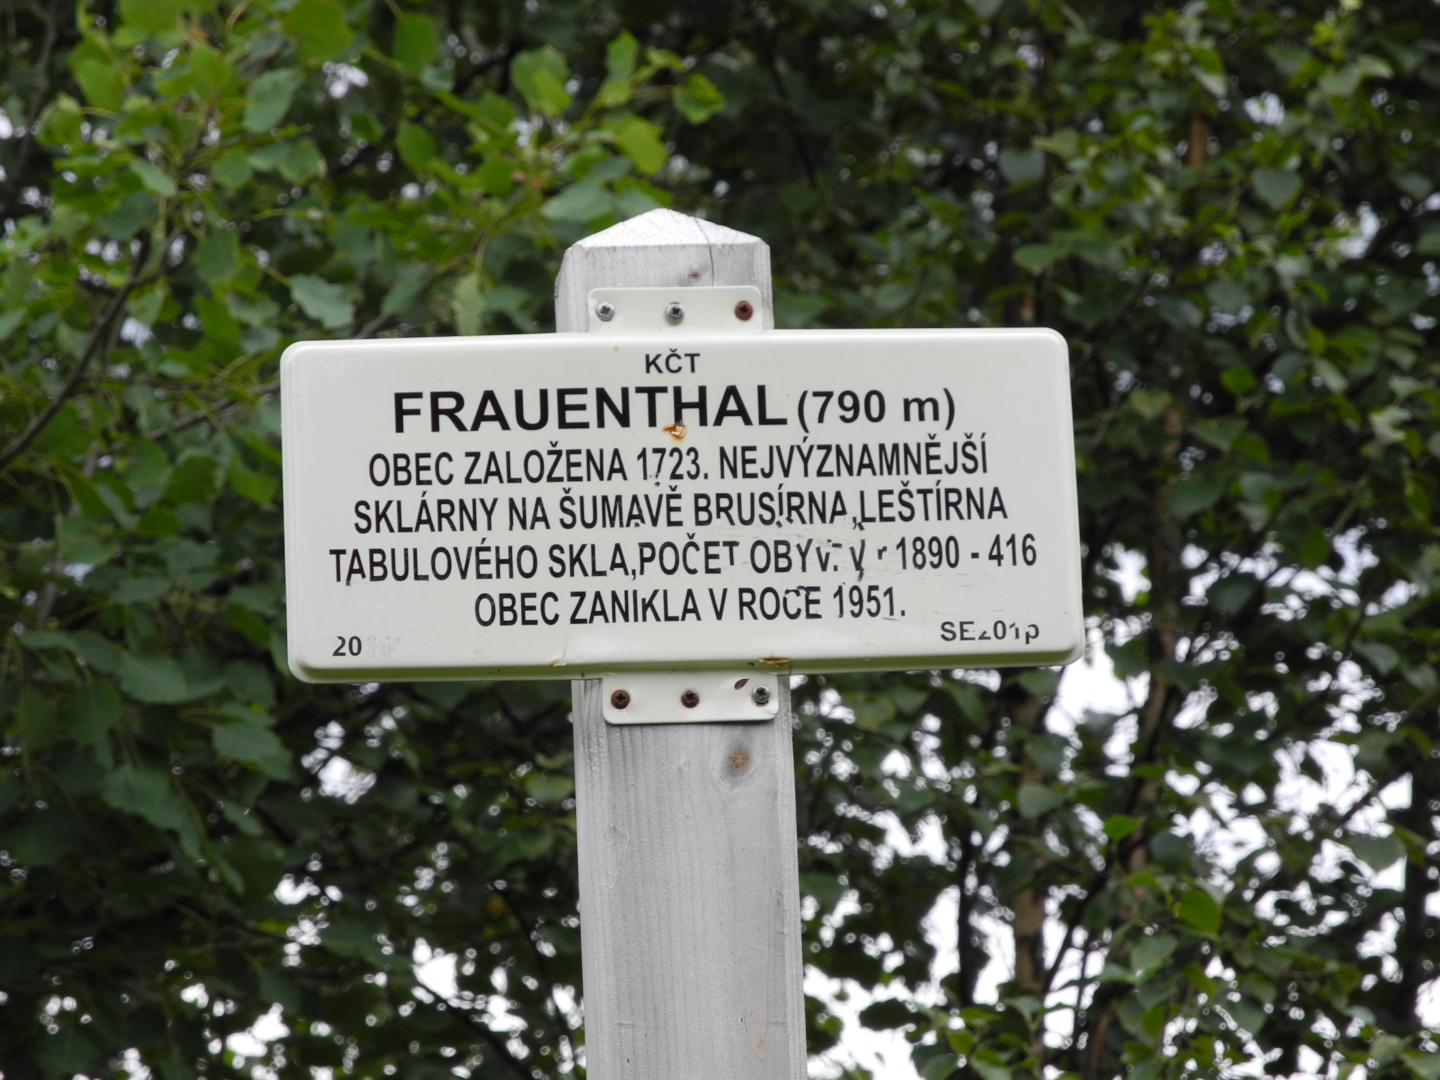 KČT
FRAUENTHAL (790 m)
OBEC ZALOŽENA 1723. NEJVÝZNAMNĚJŠÍ
SKLÁRNY NA ŠUMAVĚ BRUSÍRNA,LEŠTÍRNA
TABULOVÉHO SKLA,POČET OBYV. V r 1890 - 416
OBEC ZANIKLA V ROCE 1951.
SE201p